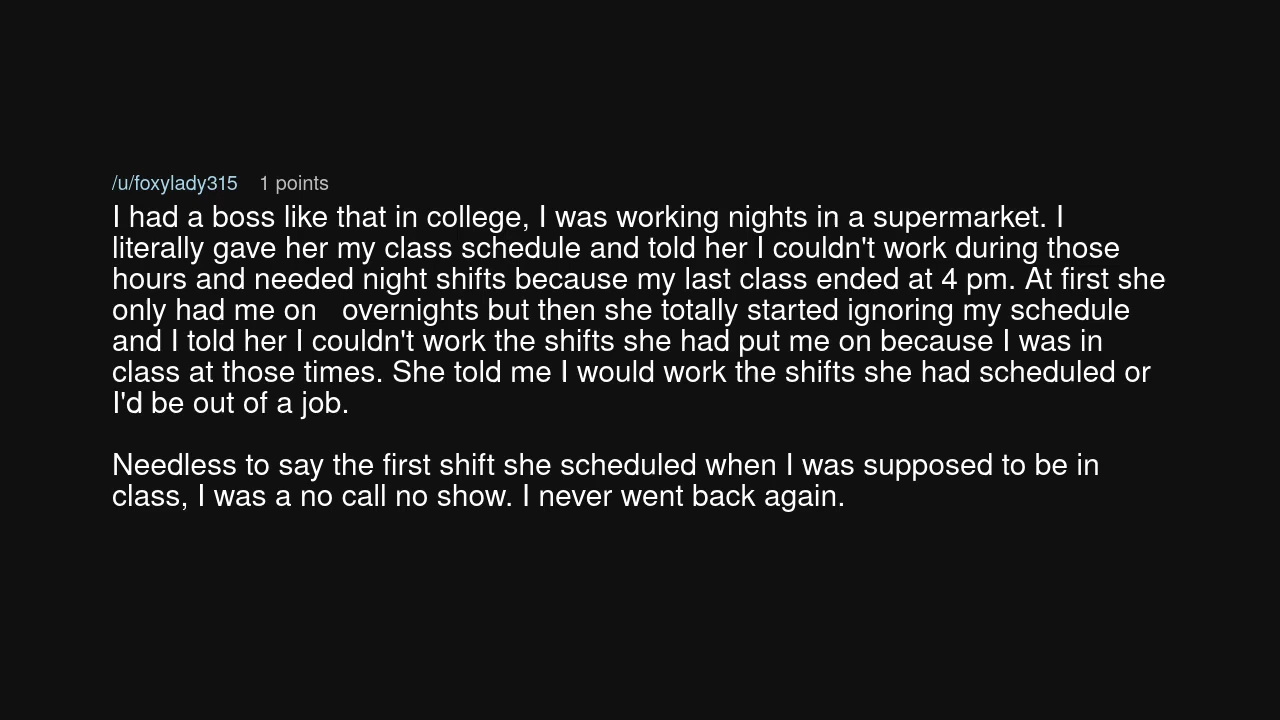 /u/foxylady315 1 points
I had a boss like that in college, I was working nights in a supermarket. I
literally gave her my class schedule and told her I couldn't work during those
hours and needed night shifts because my last class ended at 4 pm. At first she
only had me on   overnights but then she totally started ignoring my schedule
and I told her I couldn't work the shifts she had put me on because I was in
class at those times. She told me I would work the shifts she had scheduled or
I'd be out of a job.
Needless to say the first shift she scheduled when I was supposed to be in
class, I was a no call no show. I never went back again.